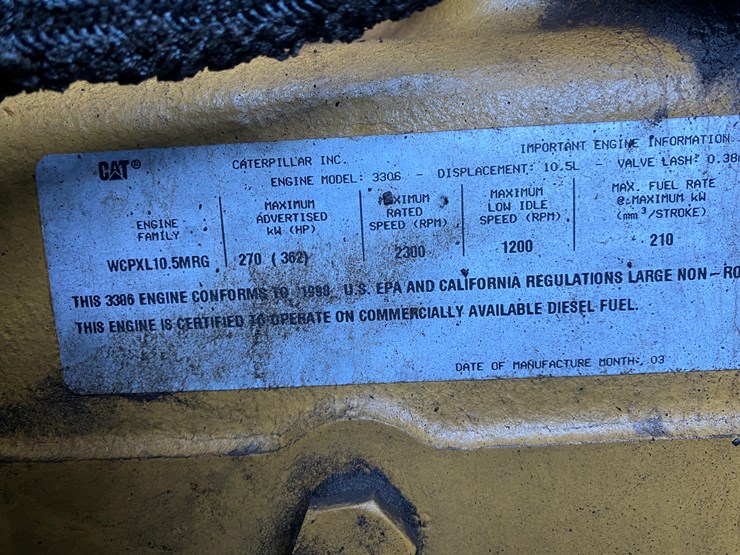 CAT®
CATERPILLAR INC. IMPORTANT ENGINE INFORMATION
ENGINE MODEL: 3306 - DISPLACEMENT: 10.5L - VALVE LASH: 0.38
ENGINE FAMILY
MAXIMUM ADVERTISED kW (HP)
MAXIMUM RATED SPEED (RPM)
MAXIMUM LOW IDLE SPEED (RPM)
MAX. FUEL RATE @ MAXIMUM kW (mm³/STROKE)
WCPXL10.5MRG 270 (362) 2300 1200 210
THIS 3306 ENGINE CONFORMS TO 1998 U.S. EPA AND CALIFORNIA REGULATIONS LARGE NON-RO
THIS ENGINE IS CERTIFIED TO OPERATE ON COMMERCIALLY AVAILABLE DIESEL FUEL.
DATE OF MANUFACTURE MONTH: 03